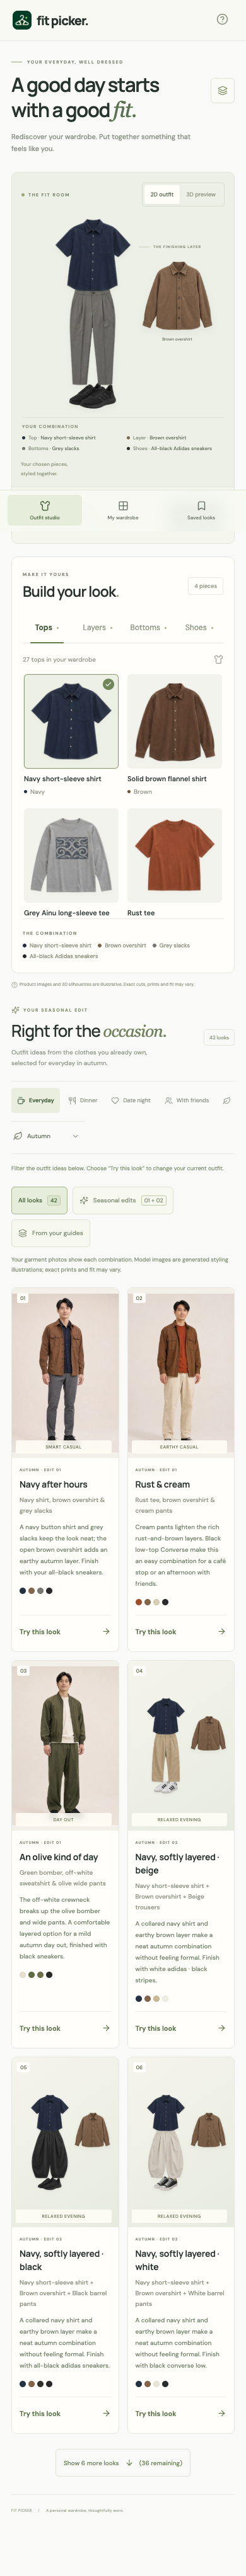 fit picker.
YOUR EVERYDAY, WELL DRESSED
A good day starts
with a good fit.
Rediscover your wardrobe. Put together something that
feels like you.
THE FIT ROOM
2D outfit
3D preview
THE FINISHING LAYER
Brown overshirt
YOUR COMBINATION
Top · Navy short-sleeve shirt
Layer · Brown overshirt
Bottoms · Grey slacks
Shoes · All-black Adidas sneakers
Your chosen pieces,
styled together.
Outfit studio
My wardrobe
Saved looks
MAKE IT YOURS
Build your look.
4 pieces
Tops
Layers
Bottoms
Shoes
27 tops in your wardrobe
Navy short-sleeve shirt
Navy
Solid brown flannel shirt
Brown
Grey Ainu long-sleeve tee
Rust tee
THE COMBINATION
Navy short-sleeve shirt
Brown overshirt
Grey slacks
All-black Adidas sneakers
Product images and 3D silhouettes are illustrative. Exact cuts, prints and fit may vary.
YOUR SEASONAL EDIT
Right for the occasion.
42 looks
Outfit ideas from the clothes you already own,
selected for everyday in autumn.
Everyday
Dinner
Date night
With friends
Autumn
Filter the outfit ideas below. Choose "Try this look" to change your current outfit.
All looks 42
Seasonal edits 01 + 02
From your guides
Your garment photos show each combination. Model images are generated styling
illustrations; exact prints and fit may vary.
01
SMART CASUAL
AUTUMN · EDIT 01
Navy after hours
Navy shirt, brown overshirt &
grey slacks
A navy button shirt and grey
slacks keep the look neat; the
open brown overshirt adds an
earthy autumn layer. Finish
with your all-black sneakers.
Try this look
02
EARTHY CASUAL
AUTUMN · EDIT 01
Rust & cream
Rust tee, brown overshirt &
cream pants
Cream pants lighten the rich
rust-and-brown layers. Black
low-top Converse make this
an easy combination for a café
stop or an afternoon with
friends.
Try this look
03
DAY OUT
AUTUMN · EDIT 01
An olive kind of day
Green bomber, off-white
sweatshirt & olive wide pants
The off-white crewneck
breaks up the olive bomber
and wide pants. A comfortable
layered option for a mild
autumn day out, finished with
black sneakers.
Try this look
04
RELAXED EVENING
AUTUMN · EDIT 02
Navy, softly layered ·
beige
Navy short-sleeve shirt +
Brown overshirt + Beige
trousers
A collared navy shirt and
earthy brown layer make a
neat autumn combination
without feeling formal. Finish
with white adidas · black
stripes.
Try this look
05
RELAXED EVENING
AUTUMN · EDIT 02
Navy, softly layered ·
black
Navy short-sleeve shirt +
Brown overshirt + Black barrel
pants
A collared navy shirt and
earthy brown layer make a
neat autumn combination
without feeling formal. Finish
with all-black adidas sneakers.
Try this look
06
RELAXED EVENING
AUTUMN · EDIT 02
Navy, softly layered ·
white
Navy short-sleeve shirt +
Brown overshirt + White barrel
pants
A collared navy shirt and
earthy brown layer make a
neat autumn combination
without feeling formal. Finish
with black converse low.
Try this look
Show 6 more looks
(36 remaining)
FIT PICKER / A personal wardrobe, thoughtfully worn